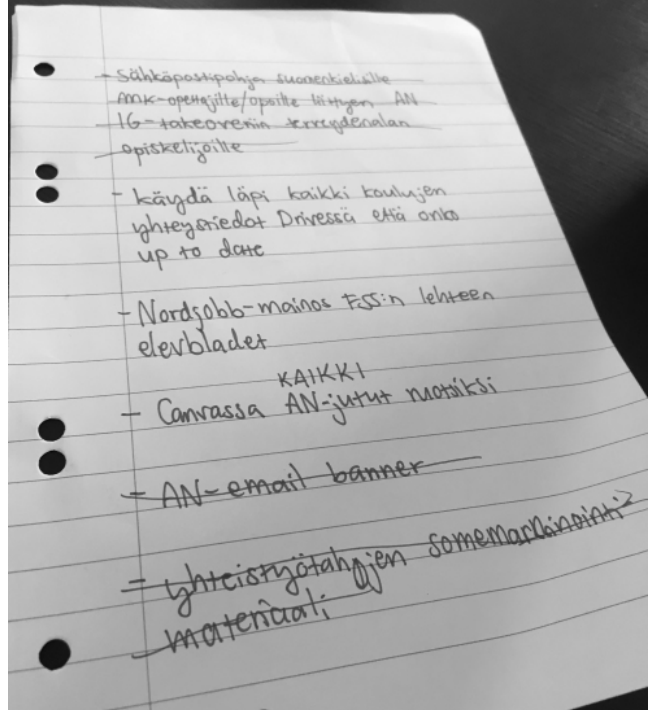 - Sähköpostipohja suomenkielisille
amk-opettajille/opoille liittyen AN
IG-takeoveriin terveydenalan
opiskelijoille
- käydä läpi kaikki koulujen
yhteystiedot Drivessä että onko
up to date
- Nordjobb-mainos FSS:n lehteen
elevbladet
KAIKKI
- Canvassa AN-jutut ruotsiksi
- AN-email banner
- yhteistyötahojen somemarkkinointi
materiaali